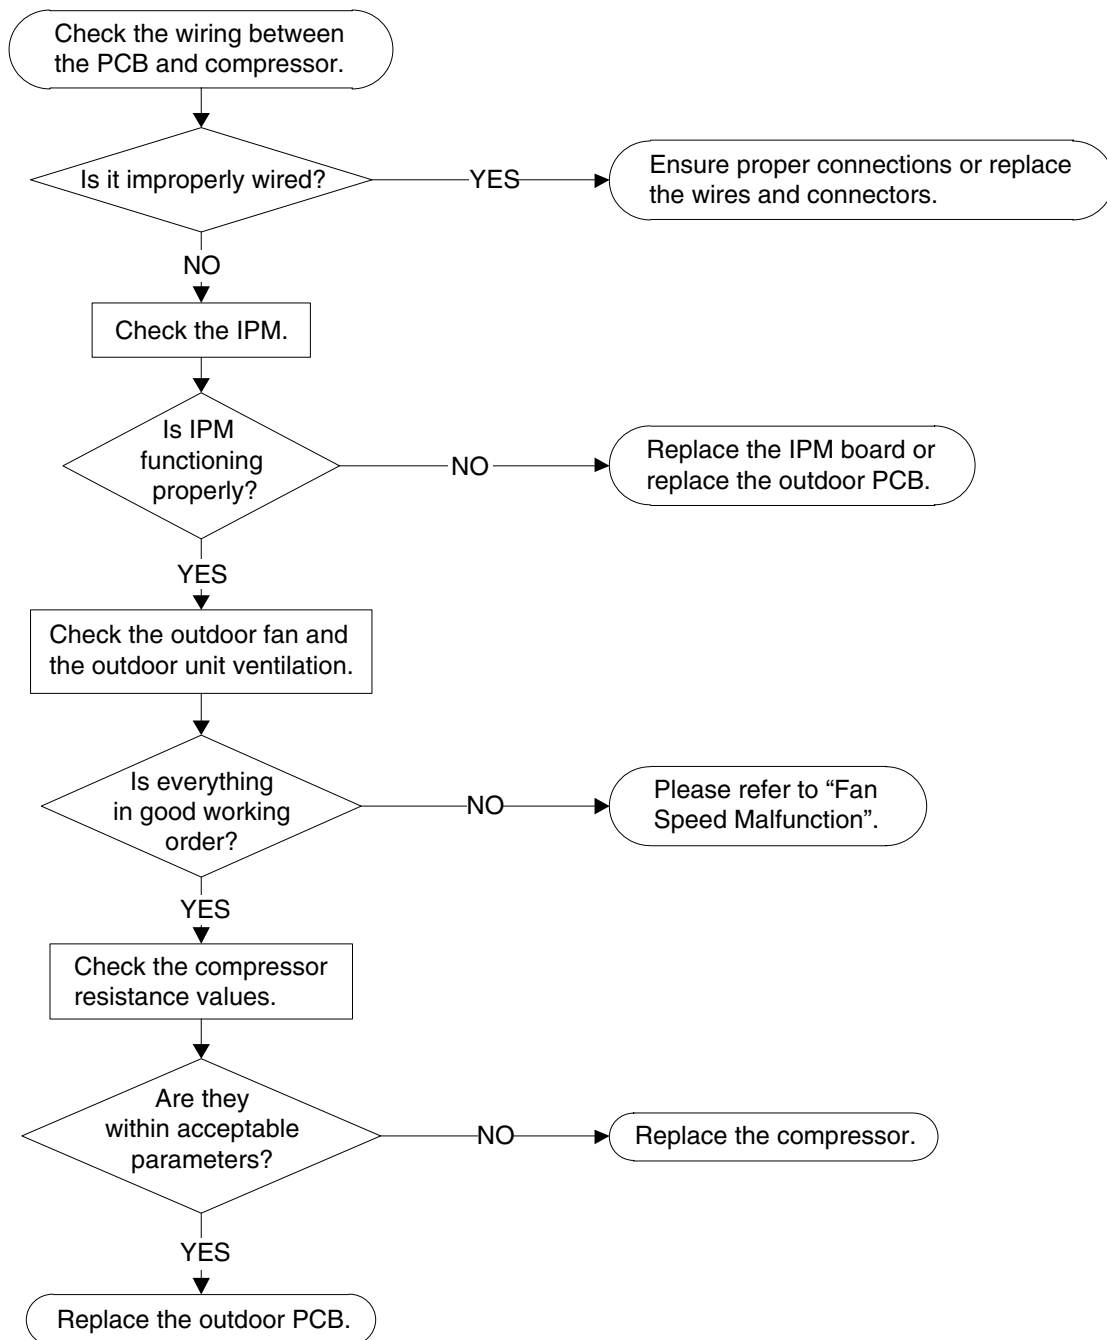 Check the wiring between
the PCB and compressor.
Is it improperly wired?
YES
Ensure proper connections or replace
the wires and connectors.
NO
Check the IPM.
Is IPM
functioning
properly?
NO
Replace the IPM board or
replace the outdoor PCB.
YES
Check the outdoor fan and
the outdoor unit ventilation.
Is everything
in good working
order?
NO
Please refer to “Fan
Speed Malfunction”.
YES
Check the compressor
resistance values.
Are they
within acceptable
parameters?
NO
Replace the compressor.
YES
Replace the outdoor PCB.